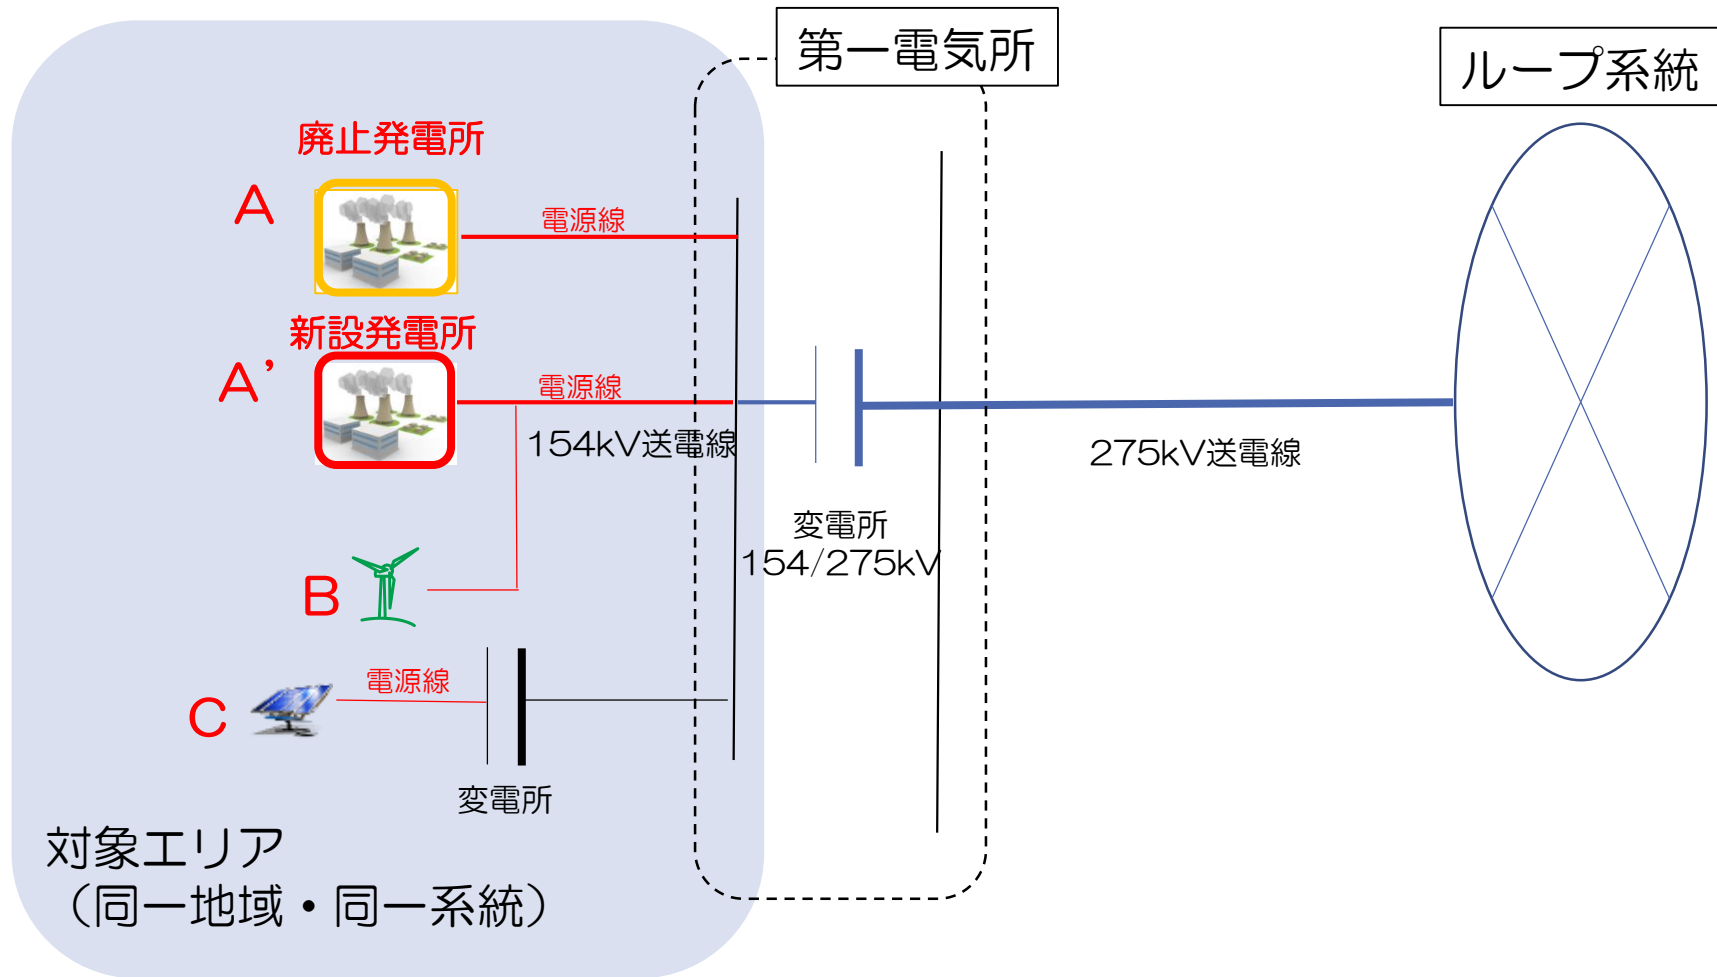 第一電気所
ループ系統
廃止発電所
A
電源線
新設発電所
A’
電源線
154kV送電線
275kV送電線
変電所
154/275kV
B
電源線
C
変電所
対象エリア
（同一地域・同一系統）